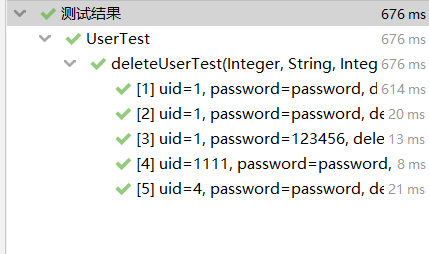 测试结果 676 ms
UserTest 676 ms
deleteUserTest(Integer, String, Integ 676 ms
[1] uid=1, password=password, d 614 ms
[2] uid=1, password=password, de 20 ms
[3] uid=1, password=123456, dele 13 ms
[4] uid=1111, password=password, 8 ms
[5] uid=4, password=password, de 21 ms